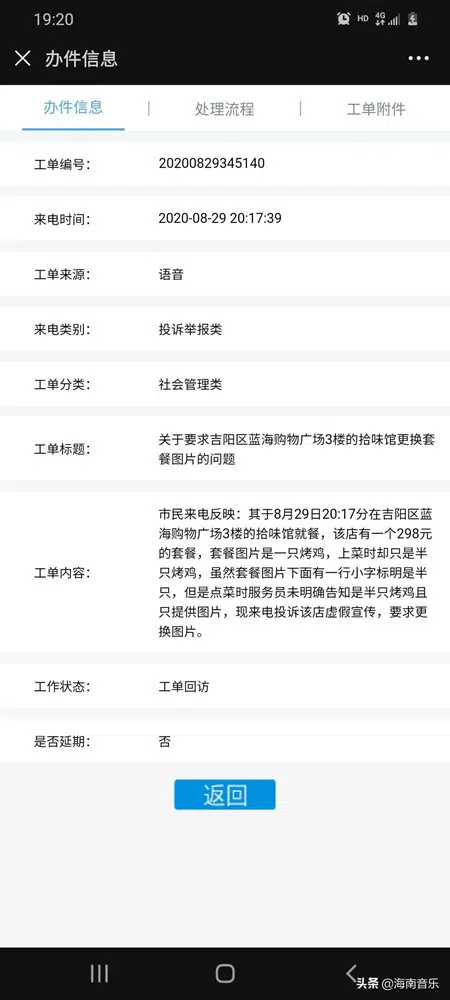 19:20
HD 4G
办件信息
办件信息 | 处理流程 | 工单附件
工单编号: 20200829345140
来电时间: 2020-08-29 20:17:39
工单来源: 语音
来电类别: 投诉举报类
工单分类: 社会管理类
工单标题: 关于要求吉阳区蓝海购物广场3楼的拾味馆更换套
餐图片的问题
工单内容: 市民来电反映：其于8月29日20:17分在吉阳区蓝
海购物广场3楼的拾味馆就餐，该店有一个298元
的套餐，套餐图片是一只烤鸡，上菜时却只是半
只烤鸡，虽然套餐图片下面有一行小字标明是半
只，但是点菜时服务员未明确告知是半只烤鸡且
只提供图片，现来电投诉该店虚假宣传，要求更
换图片。
工作状态: 工单回访
是否延期: 否
返回
头条 @海南音乐